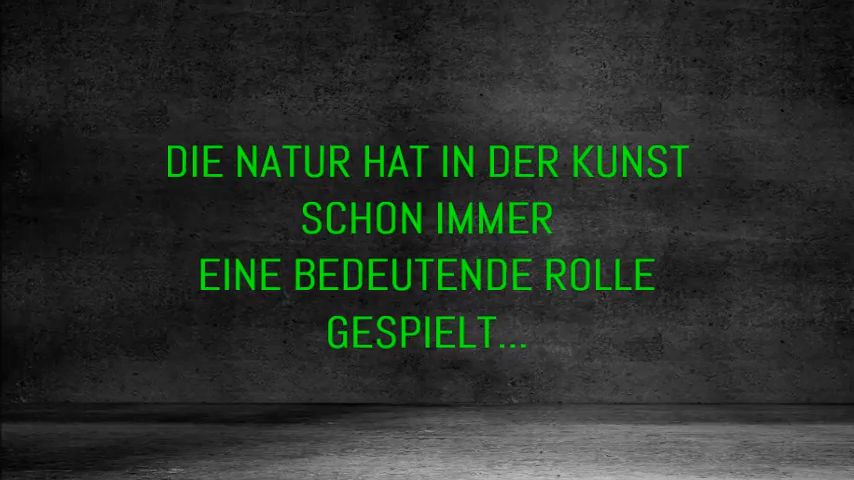 DIE NATUR HAT IN DER KUNST
SCHON IMMER
EINE BEDEUTENDE ROLLE
GESPIELT...